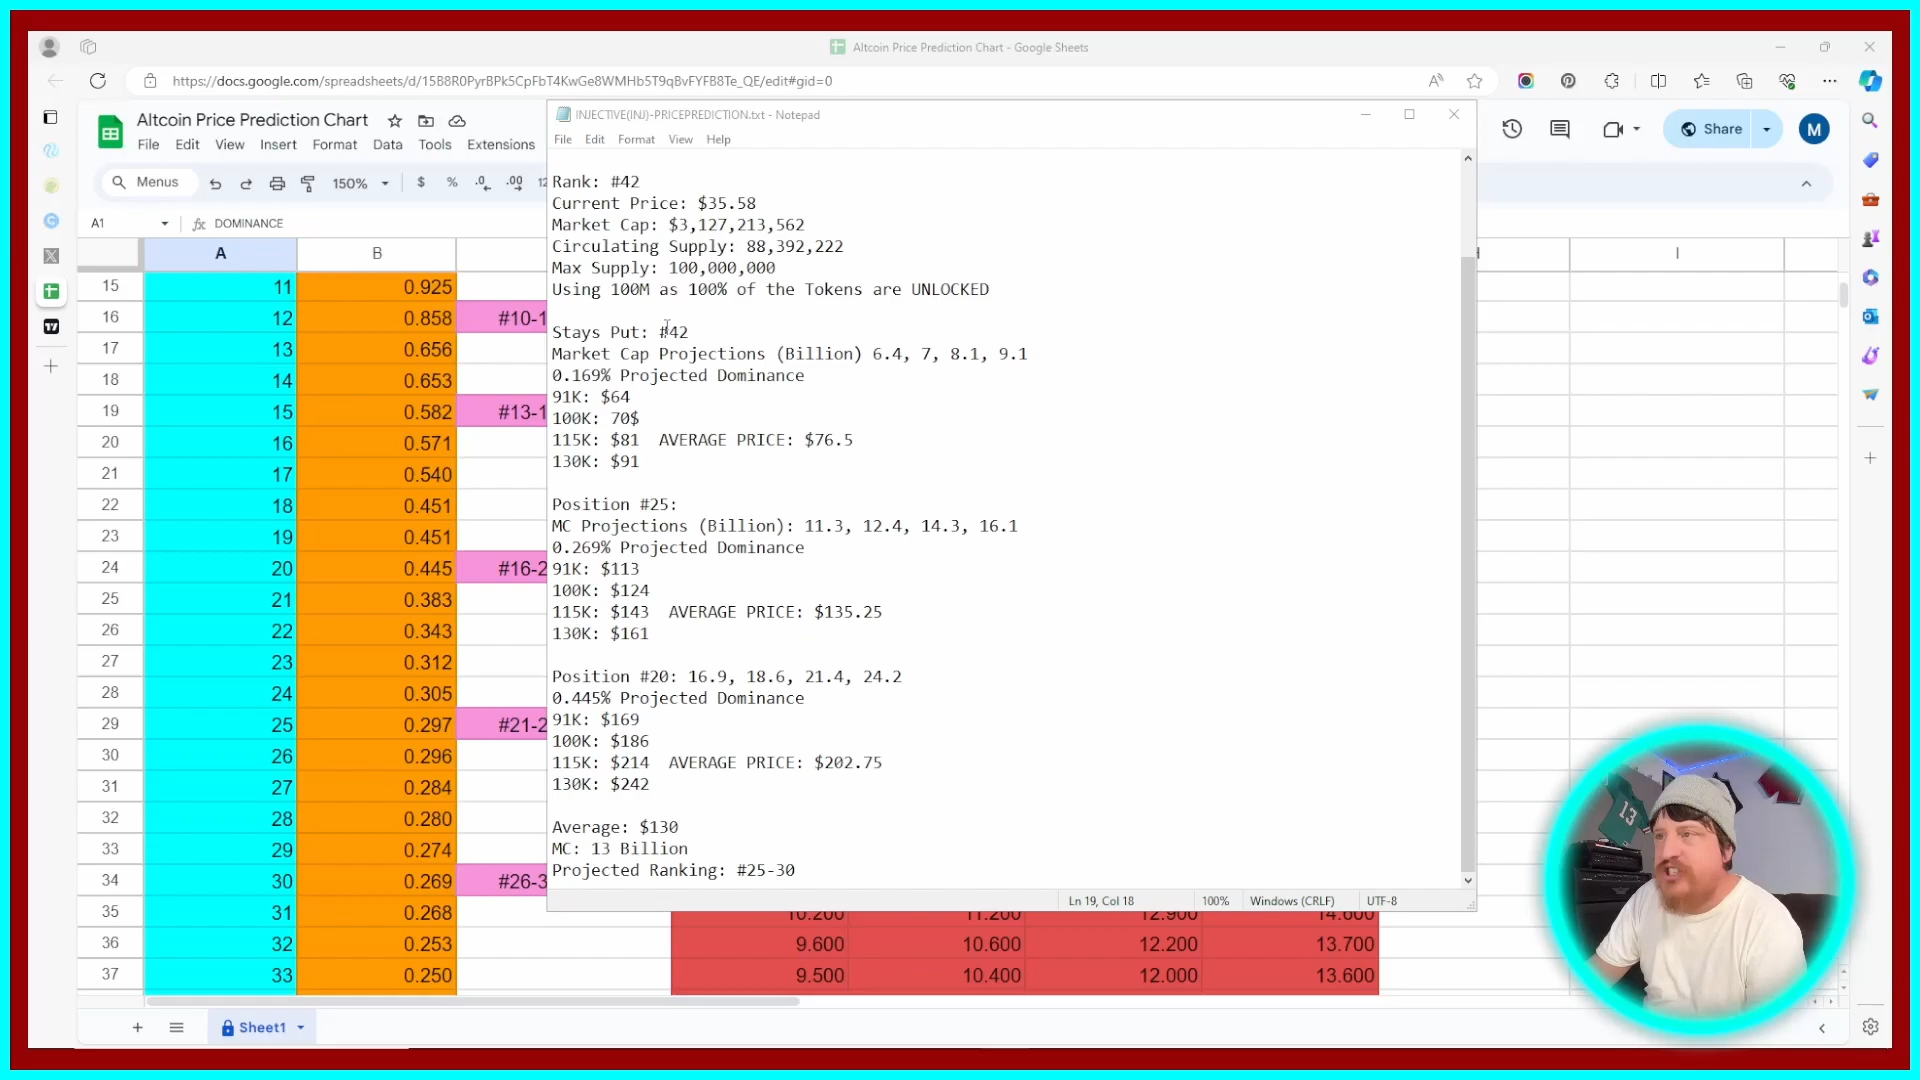 Altcoin Price Prediction Chart - Google Sheets
https://docs.google.com/spreadsheets/d/15B8R0PyrBPk5CpFbT4KwGe8WMHb5T9qBvFYFB8Te_QE/edit#gid=0
Altcoin Price Prediction Chart
File Edit View Insert Format Data Tools Extensions
Share
M
Menus
150%
$ % .0 .00 12
A1
fx DOMINANCE
INJECTIVE(INJ)-PRICEPREDICTION.txt - Notepad
File Edit Format View Help
Rank: #42
Current Price: $35.58
Market Cap: $3,127,213,562
Circulating Supply: 88,392,222
Max Supply: 100,000,000
Using 100M as 100% of the Tokens are UNLOCKED
Stays Put: #42
Market Cap Projections (Billion) 6.4, 7, 8.1, 9.1
0.169% Projected Dominance
91K: $64
100K: 70$
115K: $81 AVERAGE PRICE: $76.5
130K: $91
Position #25:
MC Projections (Billion): 11.3, 12.4, 14.3, 16.1
0.269% Projected Dominance
91K: $113
100K: $124
115K: $143 AVERAGE PRICE: $135.25
130K: $161
Position #20: 16.9, 18.6, 21.4, 24.2
0.445% Projected Dominance
91K: $169
100K: $186
115K: $214 AVERAGE PRICE: $202.75
130K: $242
Average: $130
MC: 13 Billion
Projected Ranking: #25-30
Ln 19, Col 18 100% Windows (CRLF) UTF-8
A B I
15 11 0.925
16 12 0.858 #10-1
17 13 0.656
18 14 0.653
19 15 0.582 #13-1
20 16 0.571
21 17 0.540
22 18 0.451
23 19 0.451
24 20 0.445 #16-2
25 21 0.383
26 22 0.343
27 23 0.312
28 24 0.305
29 25 0.297 #21-2
30 26 0.296
31 27 0.284
32 28 0.280
33 29 0.274
34 30 0.269 #26-3
35 31 0.268 10.200 11.200 12.900 14.600
36 32 0.253 9.600 10.600 12.200 13.700
37 33 0.250 9.500 10.400 12.000 13.600
Sheet1
13